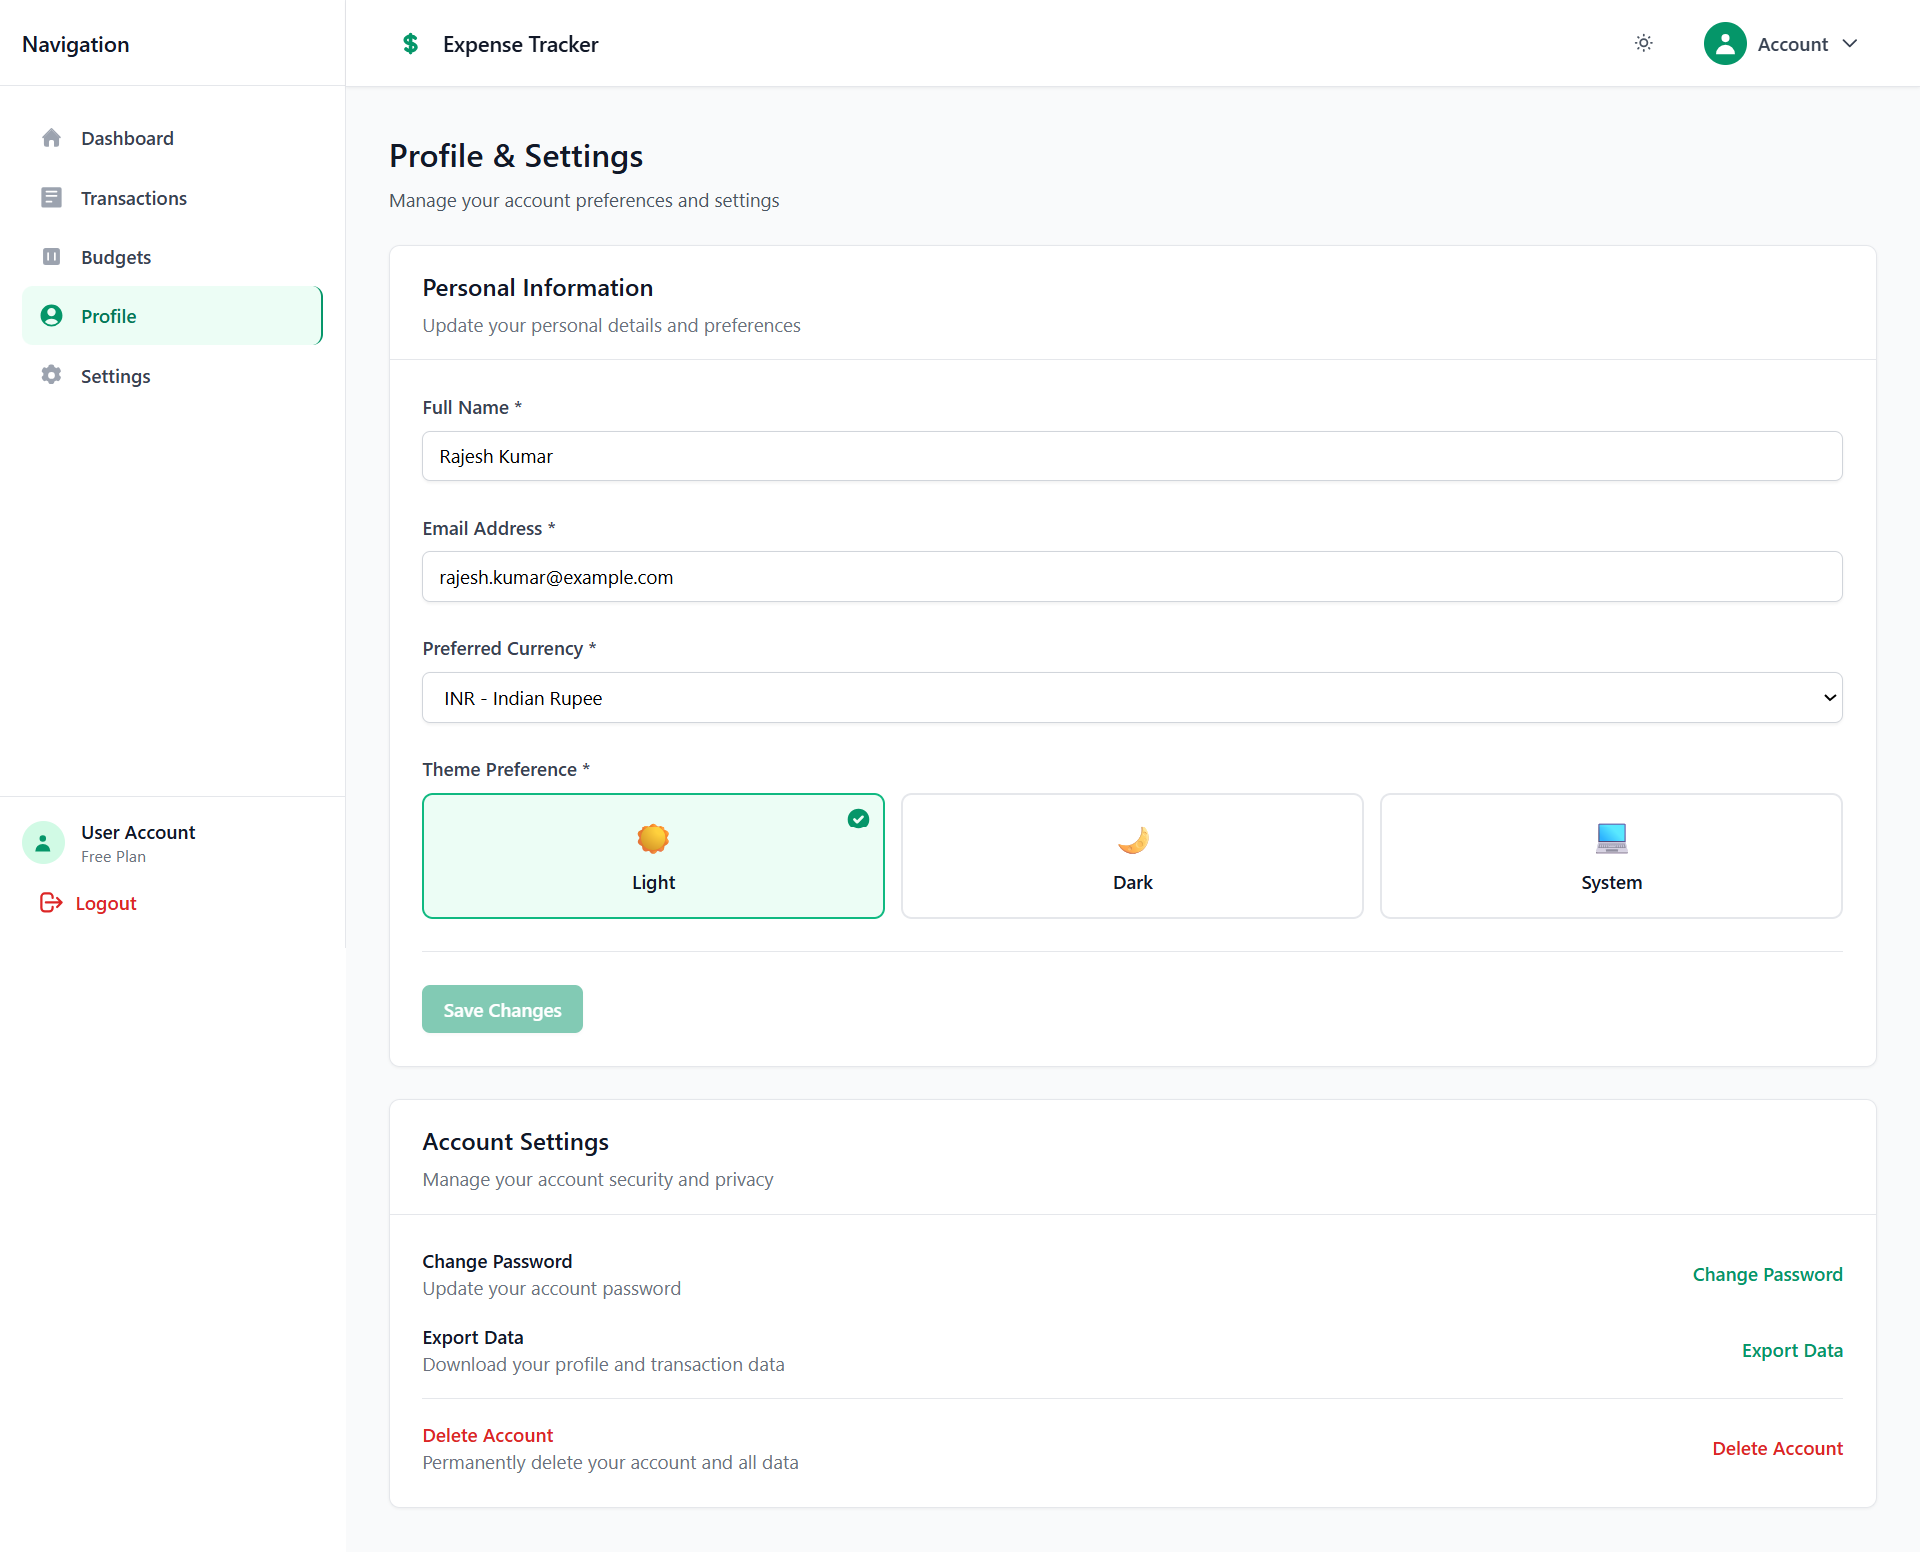 Navigation
Dashboard
Transactions
Budgets
Profile
Settings
User Account
Free Plan
Logout
Expense Tracker
Account
Profile & Settings
Manage your account preferences and settings
Personal Information
Update your personal details and preferences
Full Name *
Rajesh Kumar
Email Address *
rajesh.kumar@example.com
Preferred Currency *
INR - Indian Rupee
Theme Preference *
Light
Dark
System
Save Changes
Account Settings
Manage your account security and privacy
Change Password
Update your account password
Change Password
Export Data
Download your profile and transaction data
Export Data
Delete Account
Permanently delete your account and all data
Delete Account